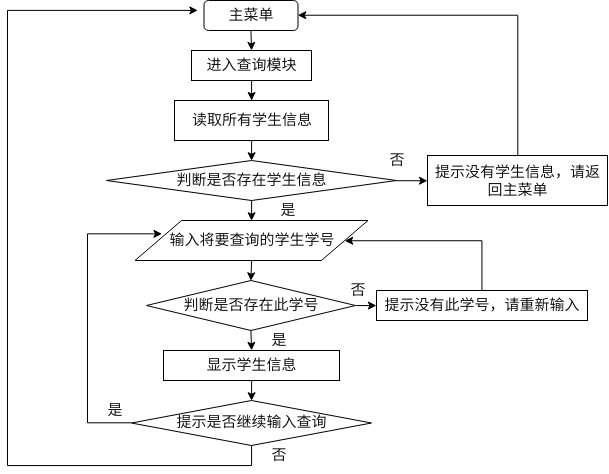 主菜单
进入查询模块
读取所有学生信息
判断是否存在学生信息
否
提示没有学生信息，请返
回主菜单
是
输入将要查询的学生学号
判断是否存在此学号
否
提示没有此学号，请重新输入
是
显示学生信息
提示是否继续输入查询
是
否